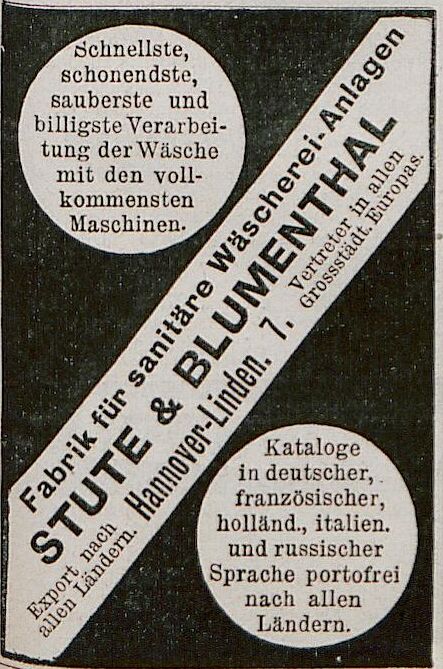 Schnellste,
schonendste,
sauberste und
billigste Verarbei-
tung der Wäsche
mit den voll-
kommensten
Maschinen.
Fabrik für sanitäre Wäscherei-Anlagen
STUTE & BLUMENTHAL
Hannover-Linden. 7.
Vertreter in allen
Grossstädt. Europas.
Export nach
allen Ländern.
Kataloge
in deutscher,
französischer,
holländ., italien.
und russischer
Sprache portofrei
nach allen
Ländern.